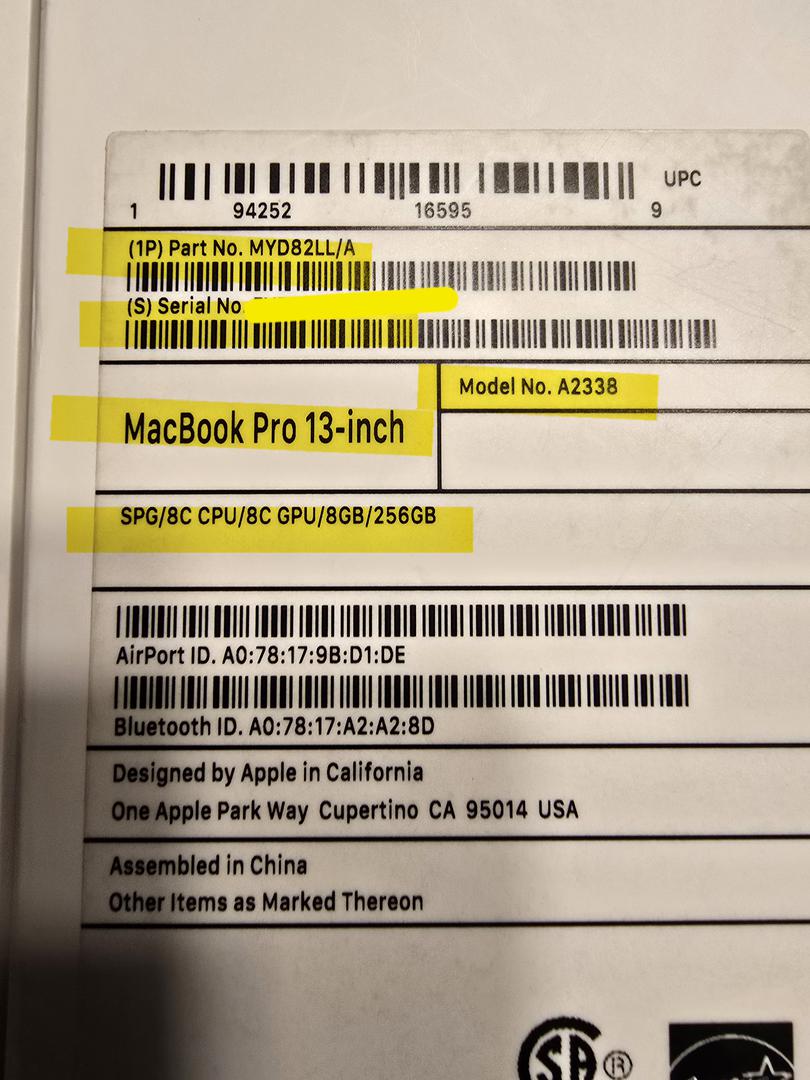 UPC
1 94252 16595 9
(1P) Part No. MYD82LL/A
(S) Serial No.
Model No. A2338
MacBook Pro 13-inch
SPG/8C CPU/8C GPU/8GB/256GB
AirPort ID. A0:78:17:9B:D1:DE
Bluetooth ID. A0:78:17:A2:A2:8D
Designed by Apple in California
One Apple Park Way Cupertino CA 95014 USA
Assembled in China
Other Items as Marked Thereon
SA ®